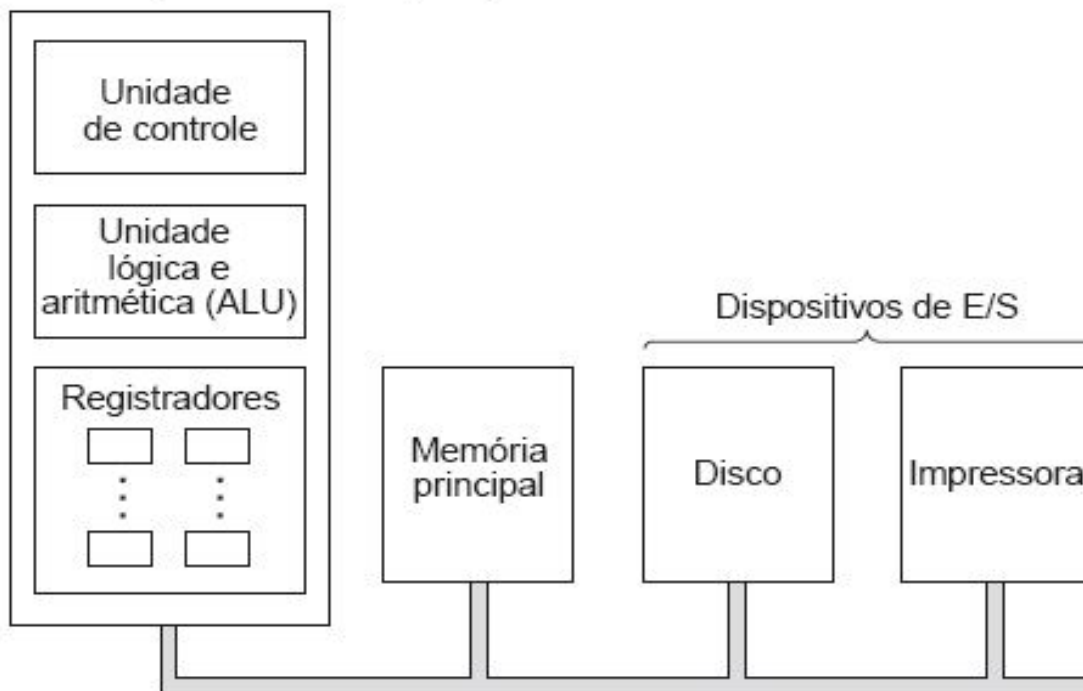 Unidade
de controle
Unidade
lógica e
aritmética (ALU)
Registradores
Memória
principal
Dispositivos de E/S
Disco
Impressora